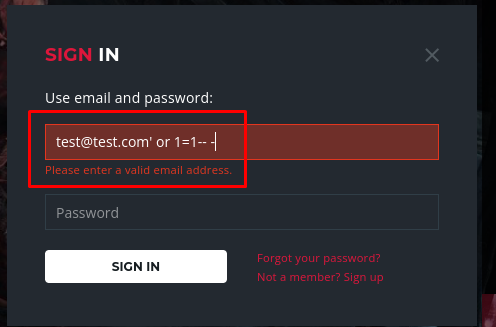 SIGN IN
Use email and password:
test@test.com' or 1=1-- -
Please enter a valid email address.
Password
SIGN IN
Forgot your password?
Not a member? Sign up